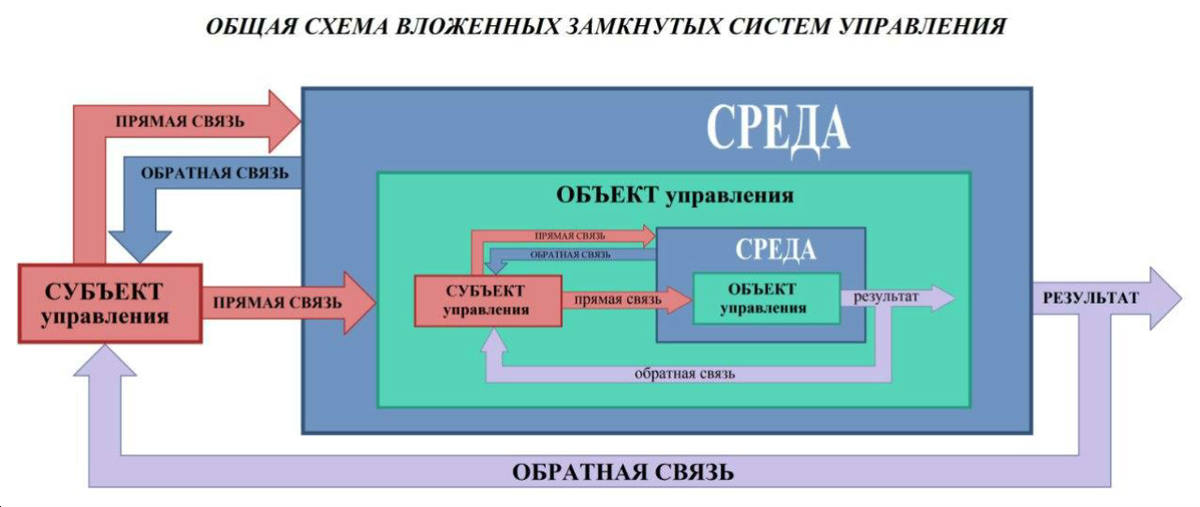 ОБЩАЯ СХЕМА ВЛОЖЕННЫХ ЗАМКНУТЫХ СИСТЕМ УПРАВЛЕНИЯ
ПРЯМАЯ СВЯЗЬ
СРЕДА
ОБРАТНАЯ СВЯЗЬ
ОБЪЕКТ управления
ПРЯМАЯ СВЯЗЬ
СРЕДА
ОБРАТНАЯ СВЯЗЬ
СУБЪЕКТ
управления
ПРЯМАЯ СВЯЗЬ
СУБЪЕКТ
управления
прямая связь
ОБЪЕКТ
управления
результат
РЕЗУЛЬТАТ
обратная связь
ОБРАТНАЯ СВЯЗЬ